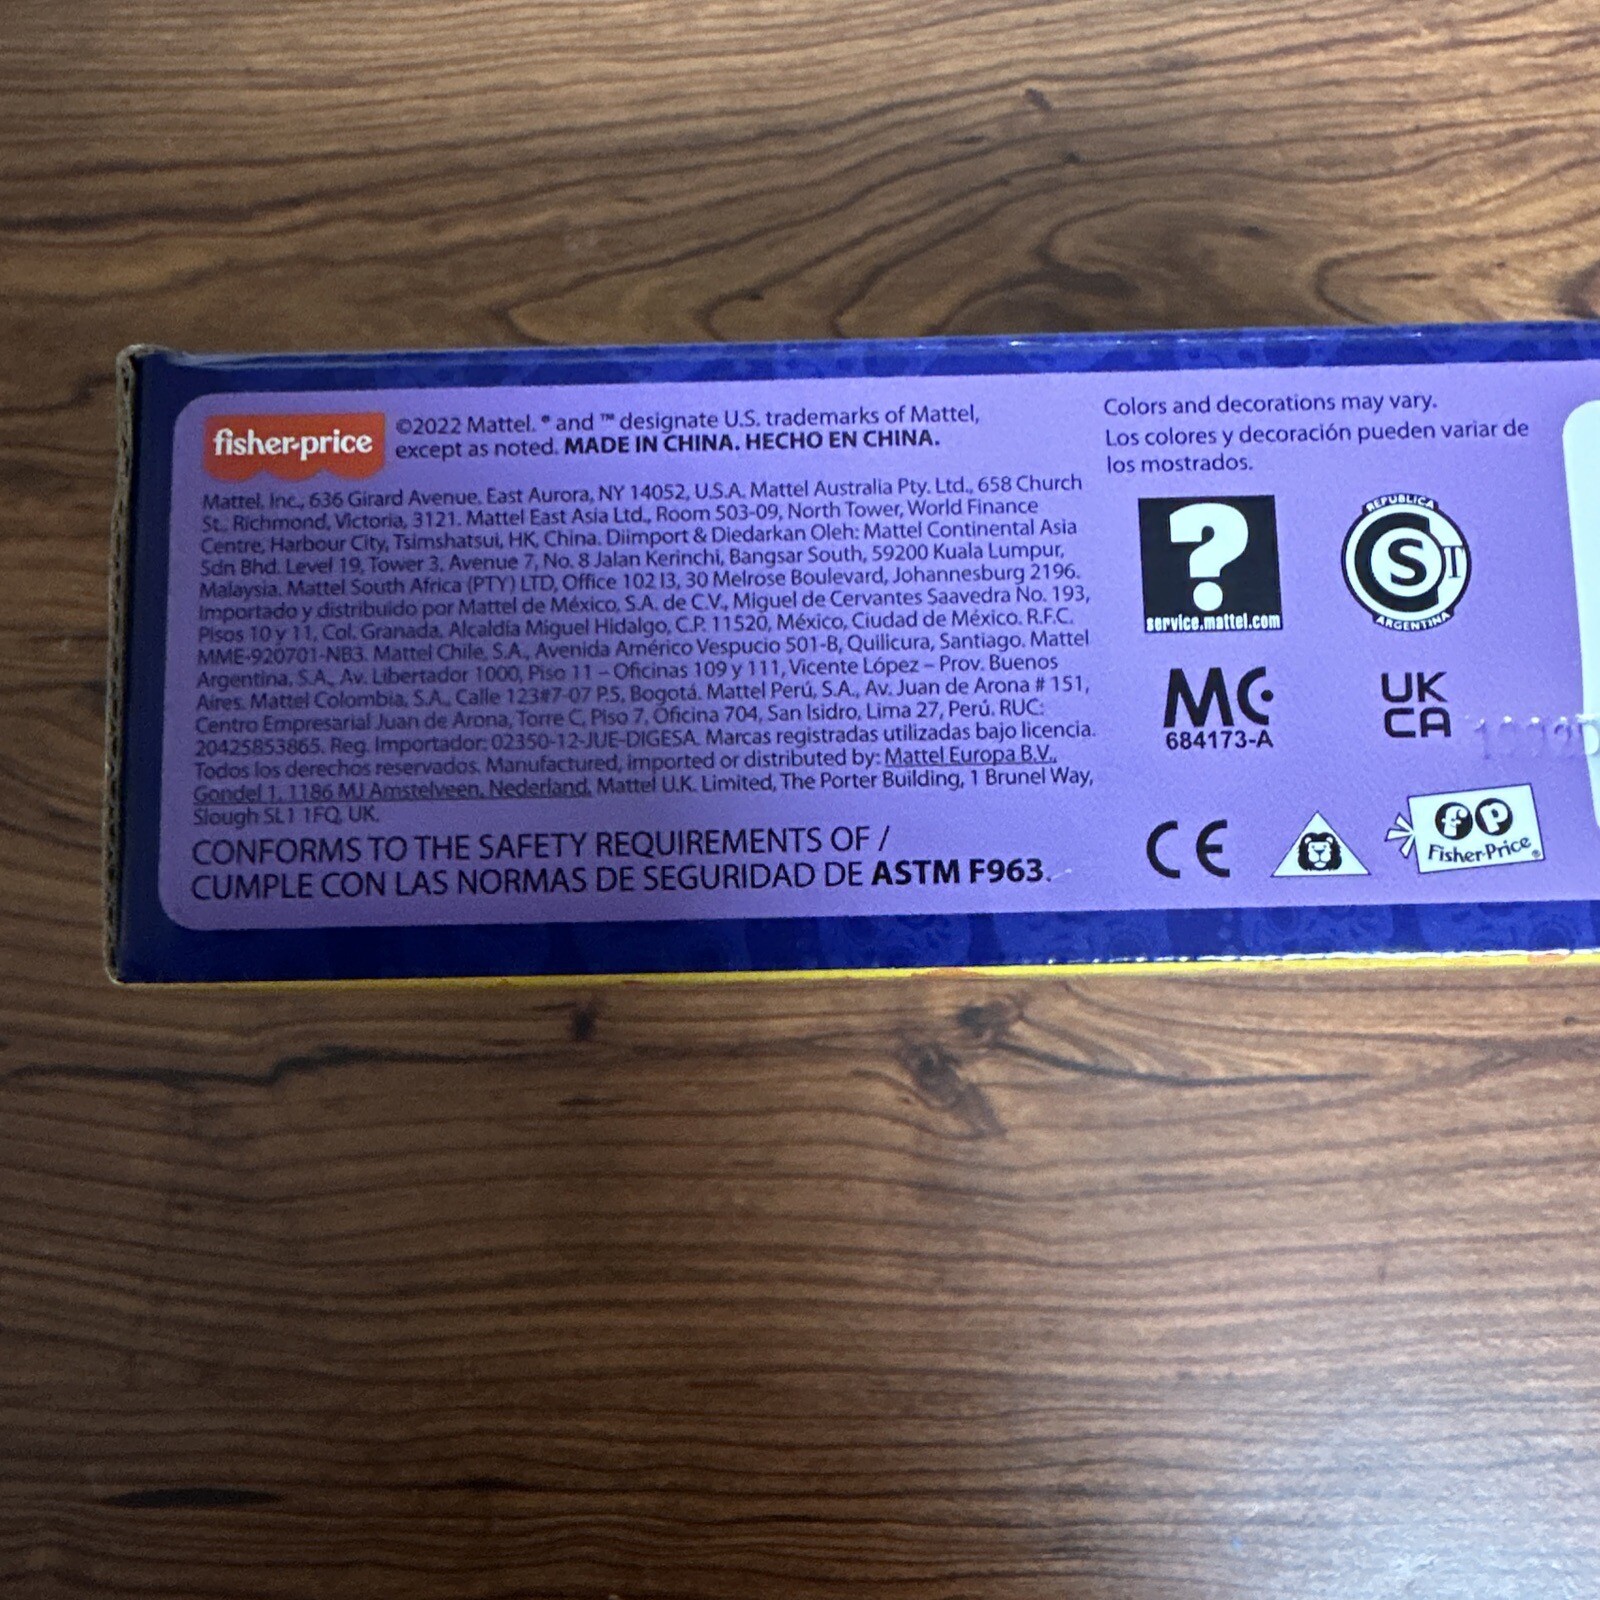 fisher-price
©2022 Mattel. ® and ™ designate U.S. trademarks of Mattel,
except as noted. MADE IN CHINA. HECHO EN CHINA.
Mattel, Inc., 636 Girard Avenue, East Aurora, NY 14052, U.S.A. Mattel Australia Pty. Ltd., 658 Church
St., Richmond, Victoria, 3121. Mattel East Asia Ltd., Room 503-09, North Tower, World Finance
Centre, Harbour City, Tsimshatsui, HK, China. Diimport & Diedarkan Oleh: Mattel Continental Asia
Sdn Bhd. Level 19, Tower 3, Avenue 7, No. 8 Jalan Kerinchi, Bangsar South, 59200 Kuala Lumpur,
Malaysia. Mattel South Africa (PTY) LTD, Office 102 I3, 30 Melrose Boulevard, Johannesburg 2196.
Importado y distribuido por Mattel de México, S.A. de C.V., Miguel de Cervantes Saavedra No. 193,
Pisos 10 y 11, Col. Granada, Alcaldía Miguel Hidalgo, C.P. 11520, México, Ciudad de México. R.F.C.
MME-920701-NB3. Mattel Chile, S.A., Avenida Américo Vespucio 501-B, Quilicura, Santiago. Mattel
Argentina, S.A., Av. Libertador 1000, Piso 11 – Oficinas 109 y 111, Vicente López – Prov. Buenos
Aires. Mattel Colombia, S.A., Calle 123#7-07 P.5, Bogotá. Mattel Perú, S.A., Av. Juan de Arona # 151,
Centro Empresarial Juan de Arona, Torre C, Piso 7, Oficina 704, San Isidro, Lima 27, Perú. RUC:
20425853865. Reg. Importador: 02350-12-JUE-DIGESA. Marcas registradas utilizadas bajo licencia.
Todos los derechos reservados. Manufactured, imported or distributed by: Mattel Europa B.V.,
Gondel 1, 1186 MJ Amstelveen, Nederland. Mattel U.K. Limited, The Porter Building, 1 Brunel Way,
Slough SL1 1FQ, UK.
CONFORMS TO THE SAFETY REQUIREMENTS OF /
CUMPLE CON LAS NORMAS DE SEGURIDAD DE ASTM F963.
Colors and decorations may vary.
Los colores y decoración pueden variar de
los mostrados.
?
service.mattel.com
REPUBLICA
CST
ARGENTINA
MC
684173-A
UK
CA
CE
fp
Fisher-Price®